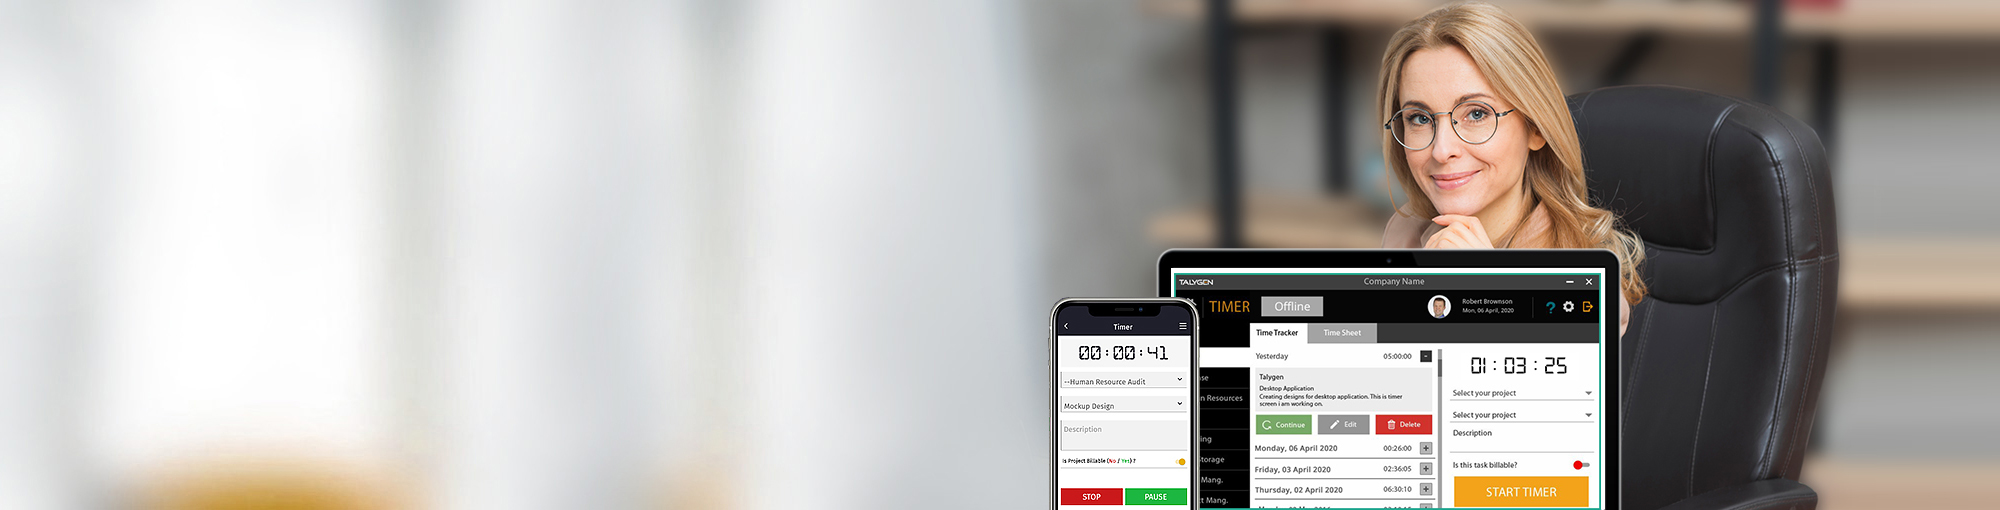 Timer
00:00:41
--Human Resource Audit
Mockup Design
Description
Is Project Billable (No / Yes) ?
STOP
PAUSE
TALYGEN
Company Name
TIMER
Offline
Robert Brownson
Mon, 06 April, 2020
?
Time Tracker
Time Sheet
Yesterday
05:00:00
Talygen
Desktop Application
Creating designs for desktop application. This is timer
screen i am working on.
Continue
Edit
Delete
Monday, 06 April 2020
00:26:00
Friday, 03 April 2020
02:36:05
Thursday, 02 April 2020
06:30:10
n Resources
ing
torage
Mang.
t Mang.
01:03:25
Select your project
Select your project
Description
Is this task billable?
START TIMER